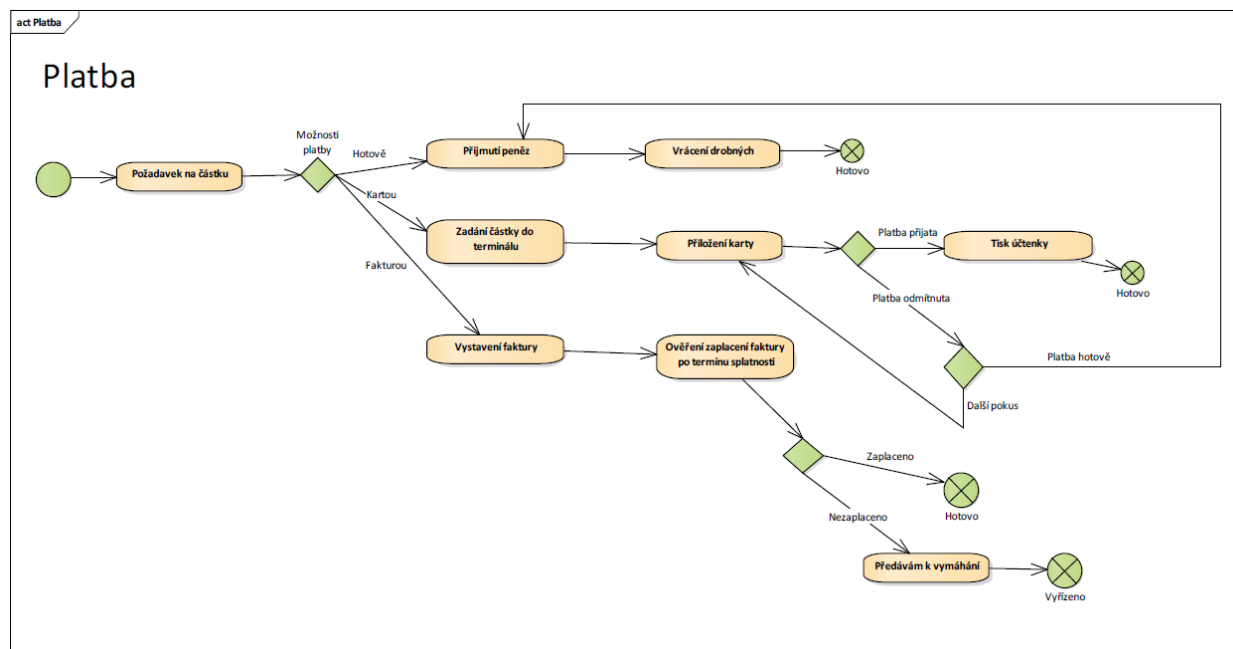 act Platba
Platba
Možnosti
platby
Hotově
Přijmutí peněz
Vrácení drobných
Hotovo
Požadavek na částku
Kartou
Zadání částky do
terminálu
Přiložení karty
Platba přijata
Tisk účtenky
Hotovo
Fakturou
Platba odmítnuta
Vystavení faktury
Ověření zaplacení faktury
po termínu splatnosti
Platba hotově
Další pokus
Zaplaceno
Hotovo
Nezaplaceno
Předávám k vymáhání
Vyřízeno